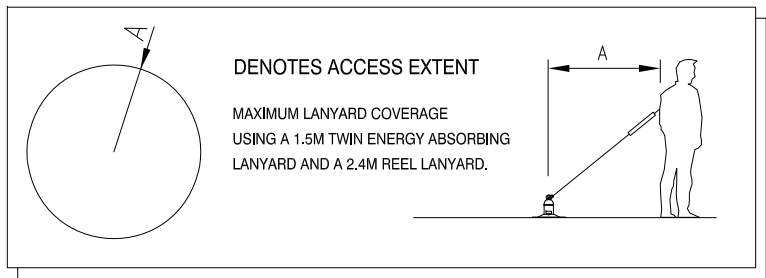 A
DENOTES ACCESS EXTENT
MAXIMUM LANYARD COVERAGE
USING A 1.5M TWIN ENERGY ABSORBING
LANYARD AND A 2.4M REEL LANYARD.
A